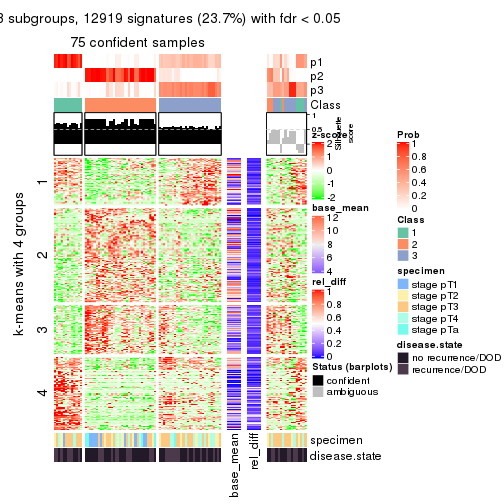 3 subgroups, 12919 signatures (23.7%) with fdr < 0.05
75 confident samples
p1
p2
p3
Class
1
0.5
0
Silhouette
score
k-means with 4 groups
1
2
3
4
base_mean
rel_diff
specimen
disease.state
z-score
2
1
0
-1
-2
base_mean
12
10
8
6
4
rel_diff
1
0.8
0.6
0.4
0.2
0
Status (barplots)
confident
ambiguous
Prob
1
0.8
0.6
0.4
0.2
0
Class
1
2
3
specimen
stage pT1
stage pT2
stage pT3
stage pT4
stage pTa
disease.state
no recurrence/DOD
recurrence/DOD